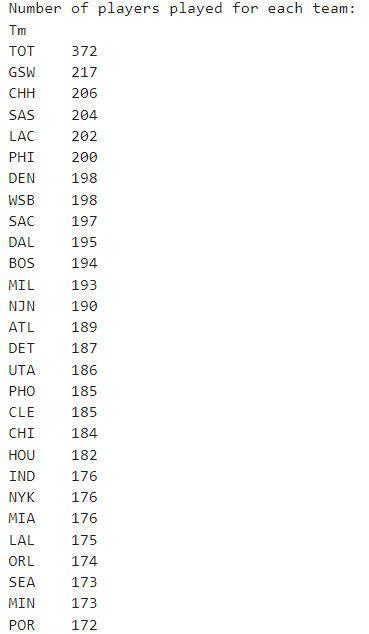 Number of players played for each team:
Tm
TOT 372
GSW 217
CHH 206
SAS 204
LAC 202
PHI 200
DEN 198
WSB 198
SAC 197
DAL 195
BOS 194
MIL 193
NJN 190
ATL 189
DET 187
UTA 186
PHO 185
CLE 185
CHI 184
HOU 182
IND 176
NYK 176
MIA 176
LAL 175
ORL 174
SEA 173
MIN 173
POR 172